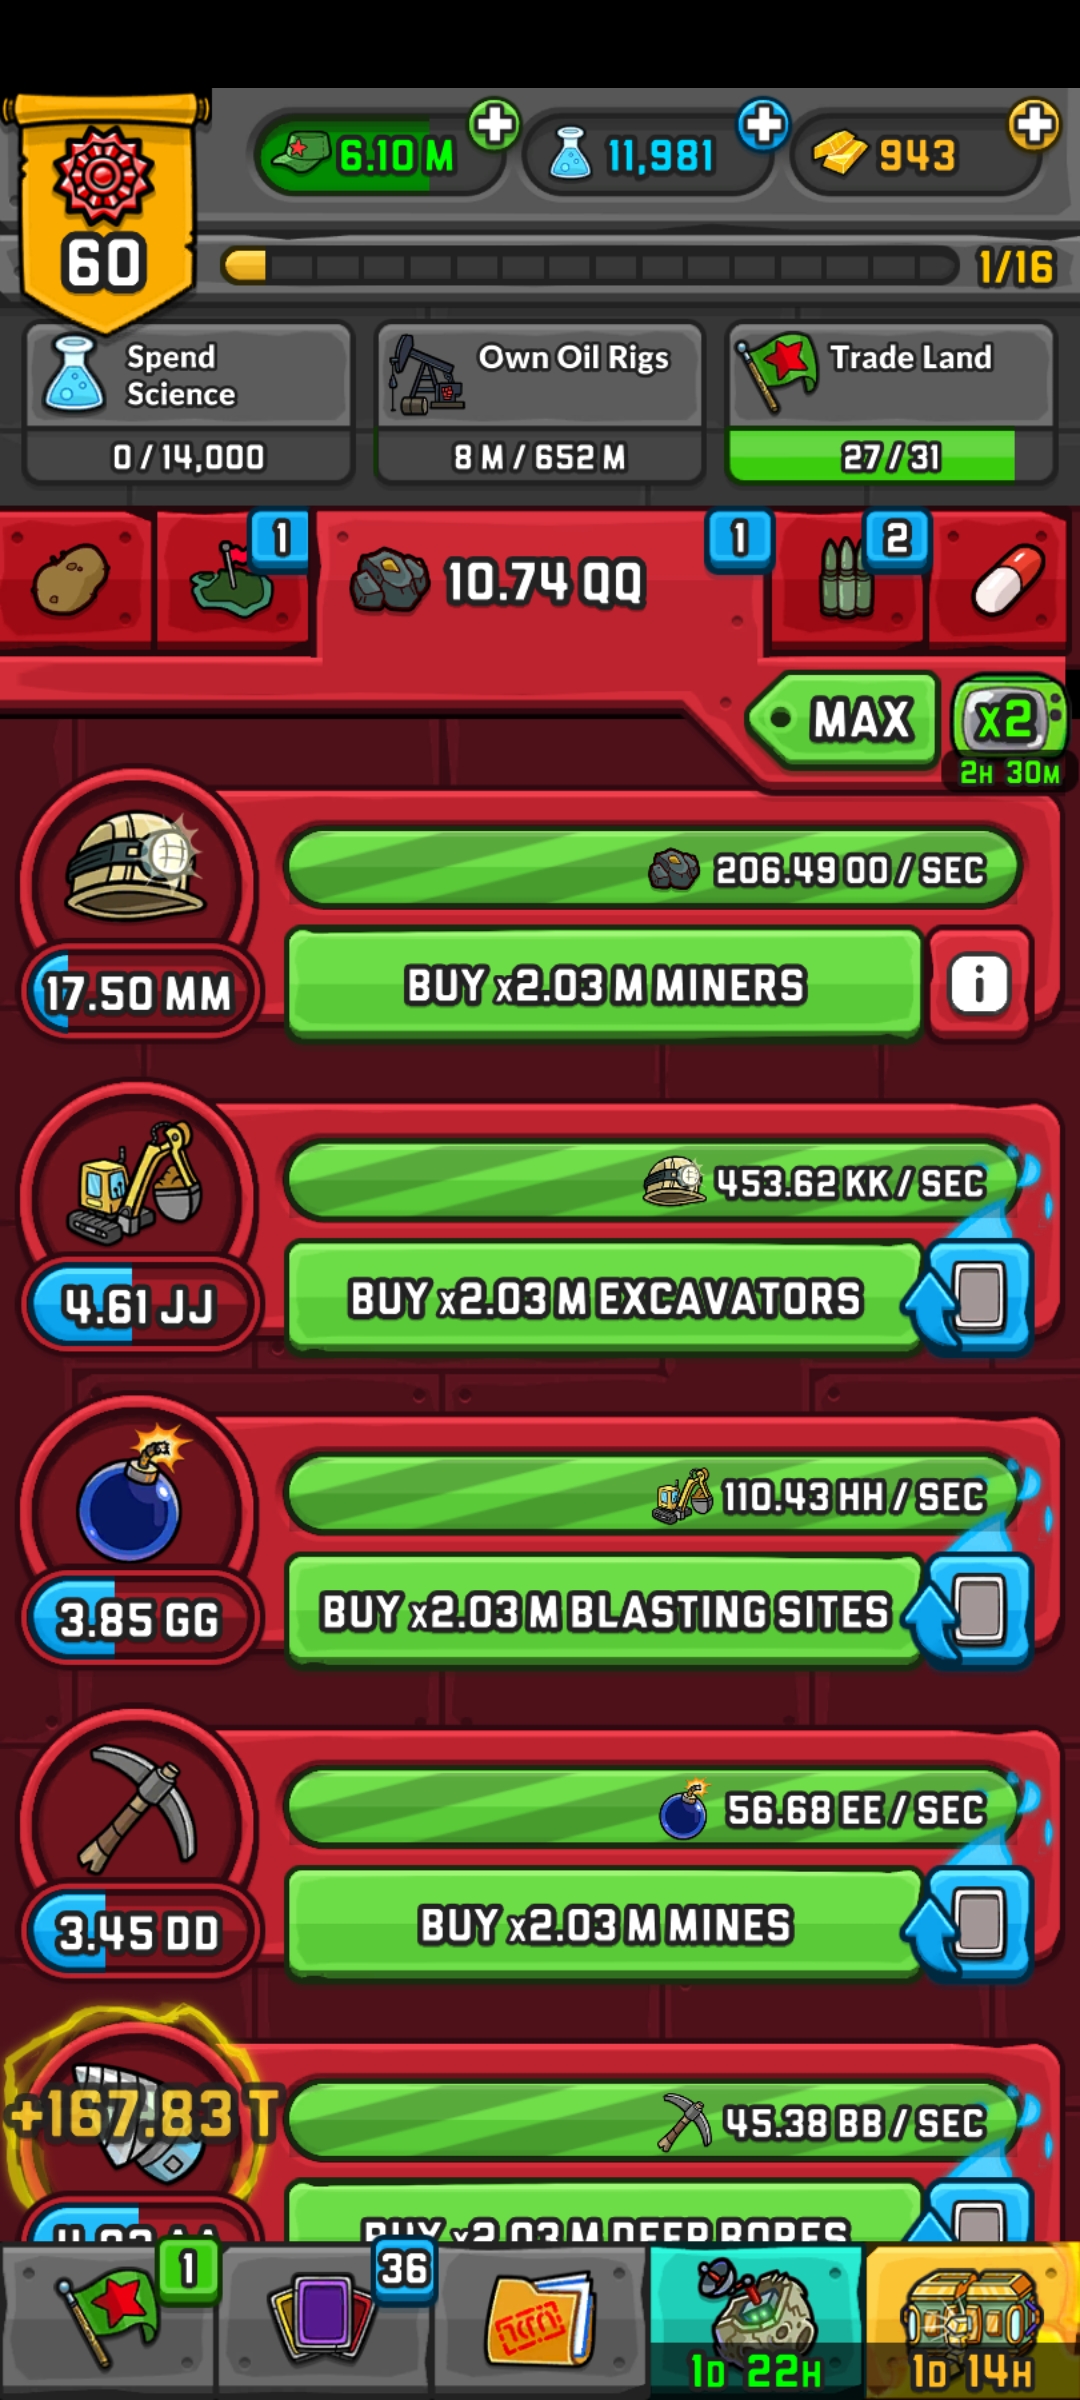 60
6.10 M
11,981
943
1/16
Spend
Science
0 / 14,000
Own Oil Rigs
8 M / 652 M
Trade Land
27 / 31
1
10.74 QQ
1
2
MAX
x2
2H 30M
206.49 OO / SEC
17.50 MM
BUY x2.03 M MINERS
i
453.62 KK / SEC
4.61 JJ
BUY x2.03 M EXCAVATORS
110.43 HH / SEC
3.85 GG
BUY x2.03 M BLASTING SITES
56.68 EE / SEC
3.45 DD
BUY x2.03 M MINES
+167.83 T
45.38 BB / SEC
BUY x2.03 M DEEP BORES
1
36
1D 22H
1D 14H